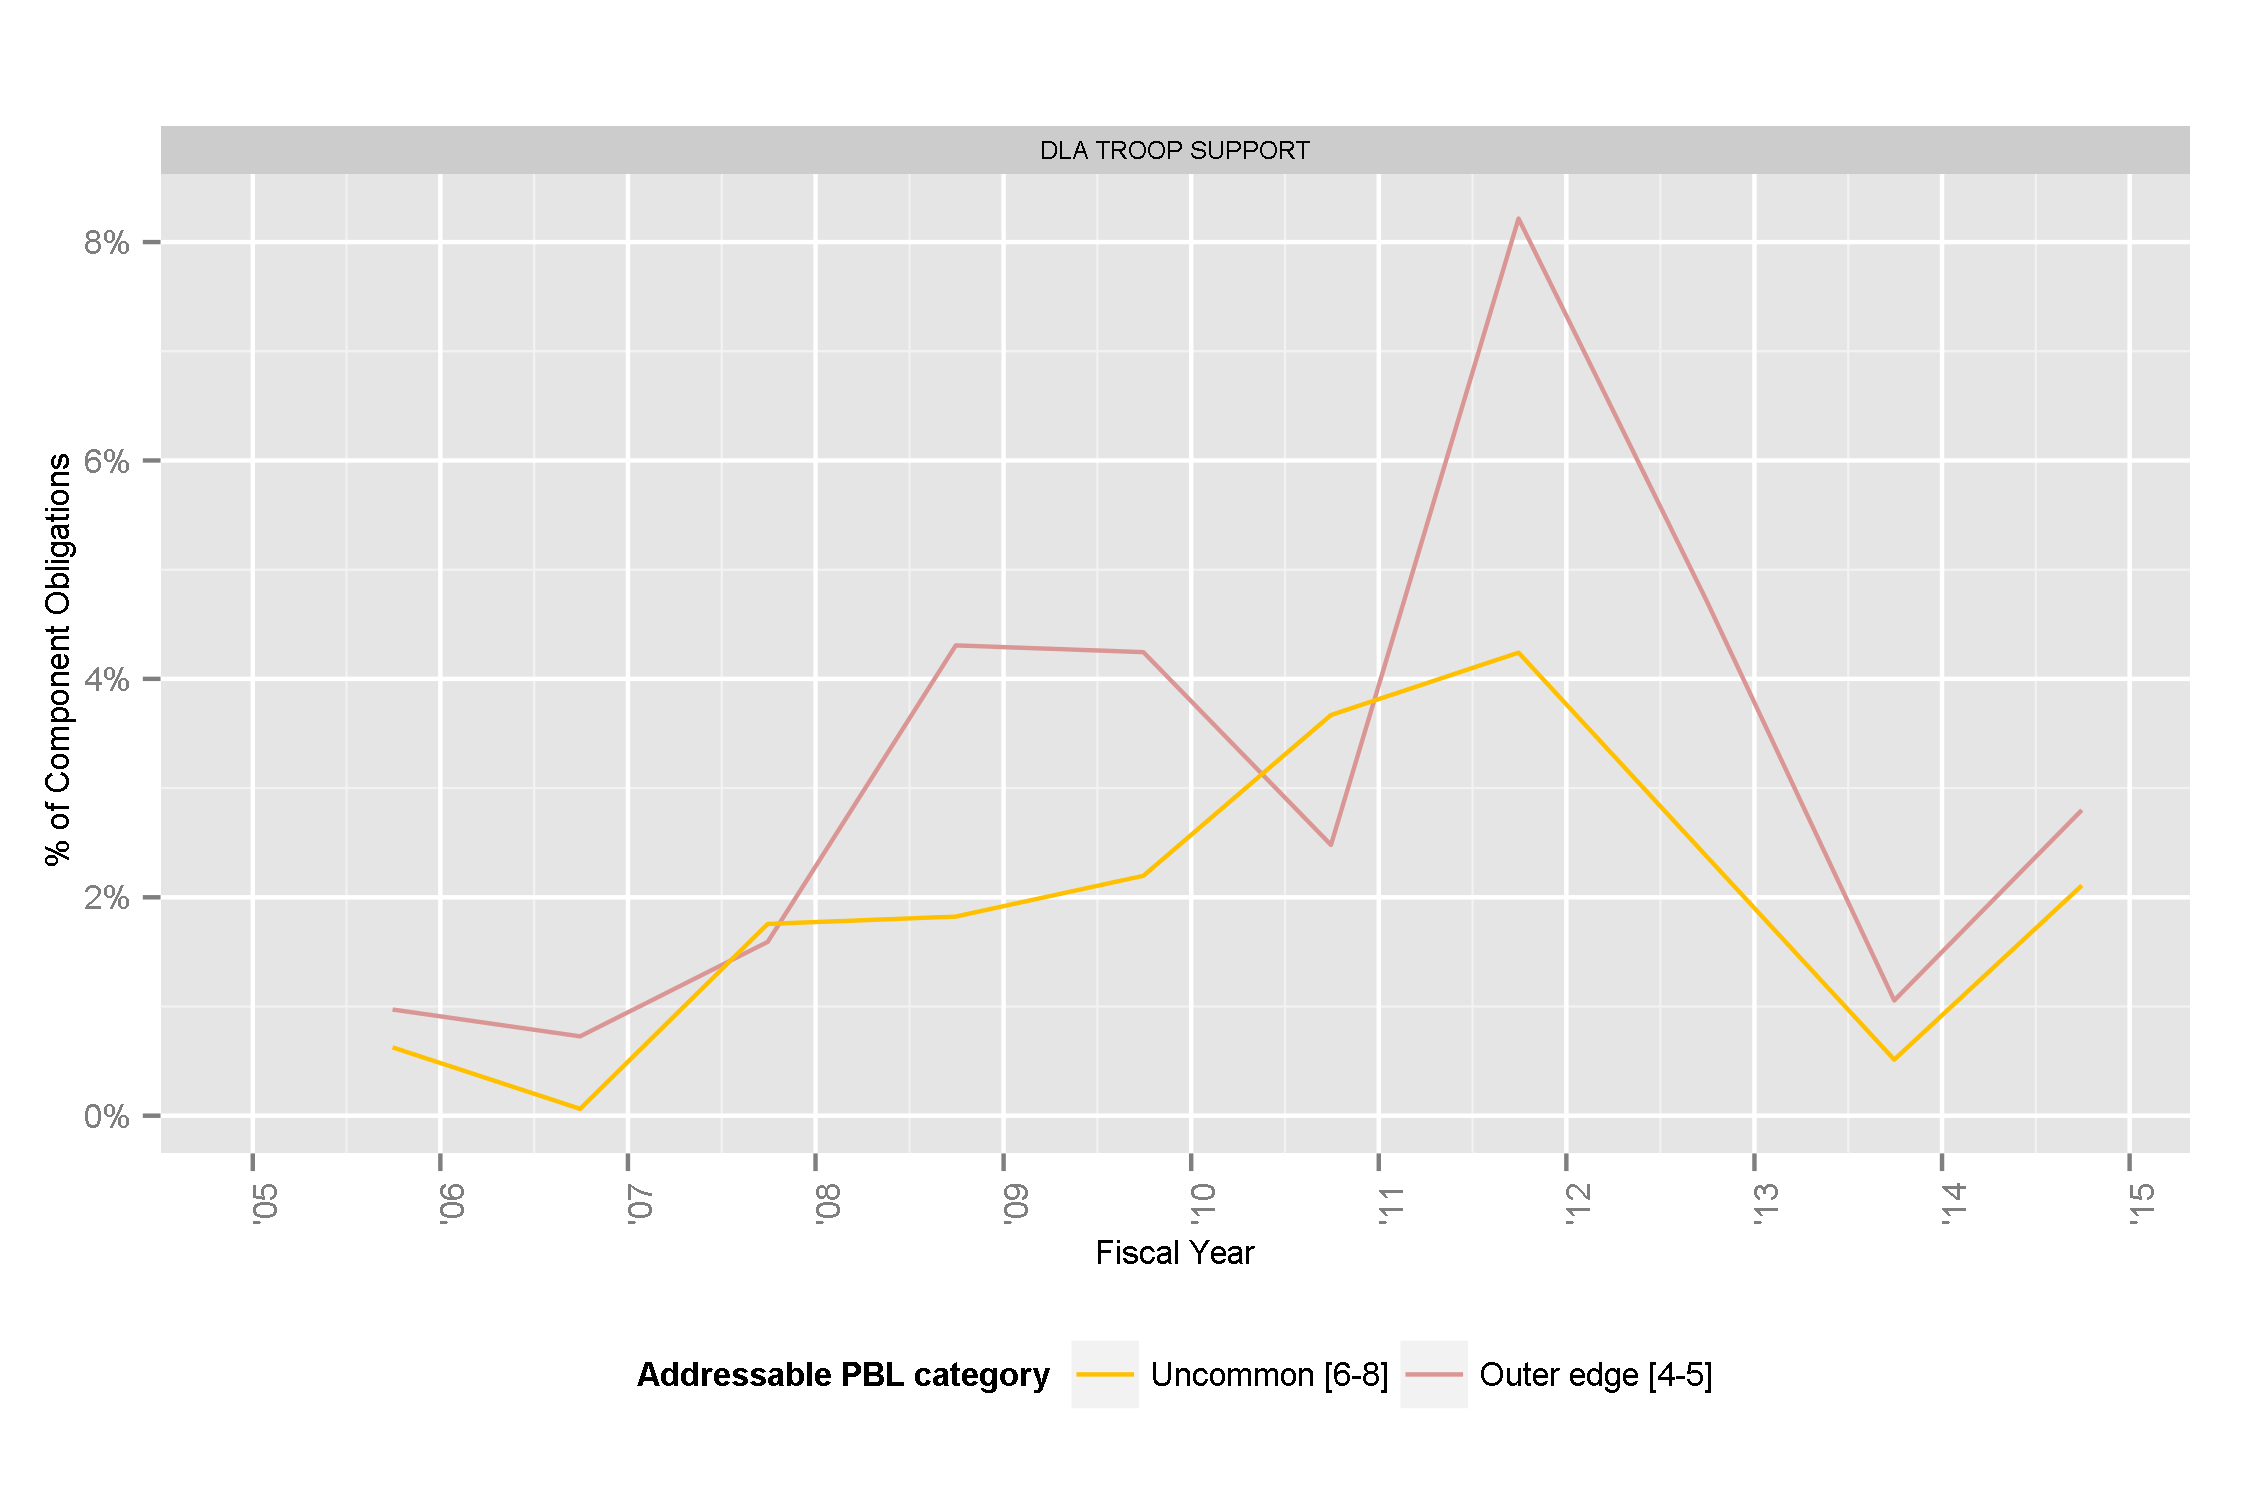 DLA TROOP SUPPORT
% of Component Obligations
8%
6%
4%
2%
0%
'05
'06
'07
'08
'09
'10
'11
'12
'13
'14
'15
Fiscal Year
Addressable PBL category
Uncommon [6-8]
Outer edge [4-5]